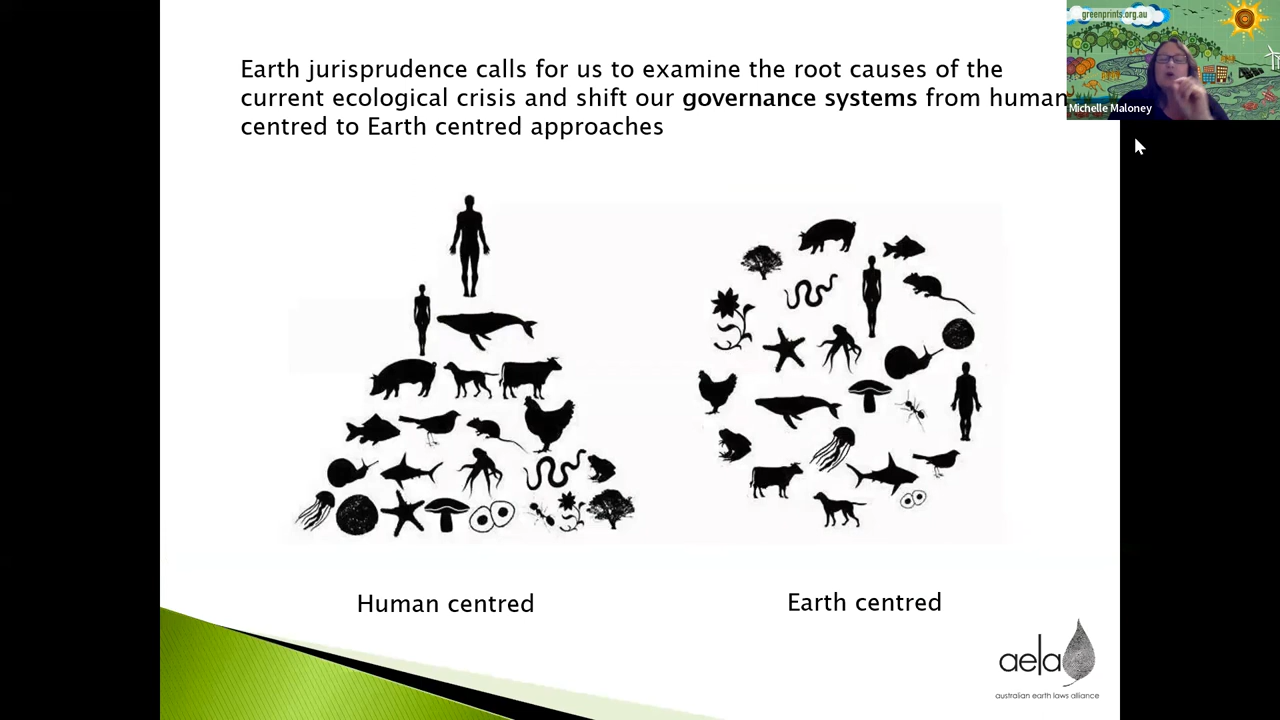 greenprints.org.au
Michelle Maloney
Earth jurisprudence calls for us to examine the root causes of the
current ecological crisis and shift our governance systems from human
centred to Earth centred approaches
Human centred
Earth centred
aela
australian earth laws alliance